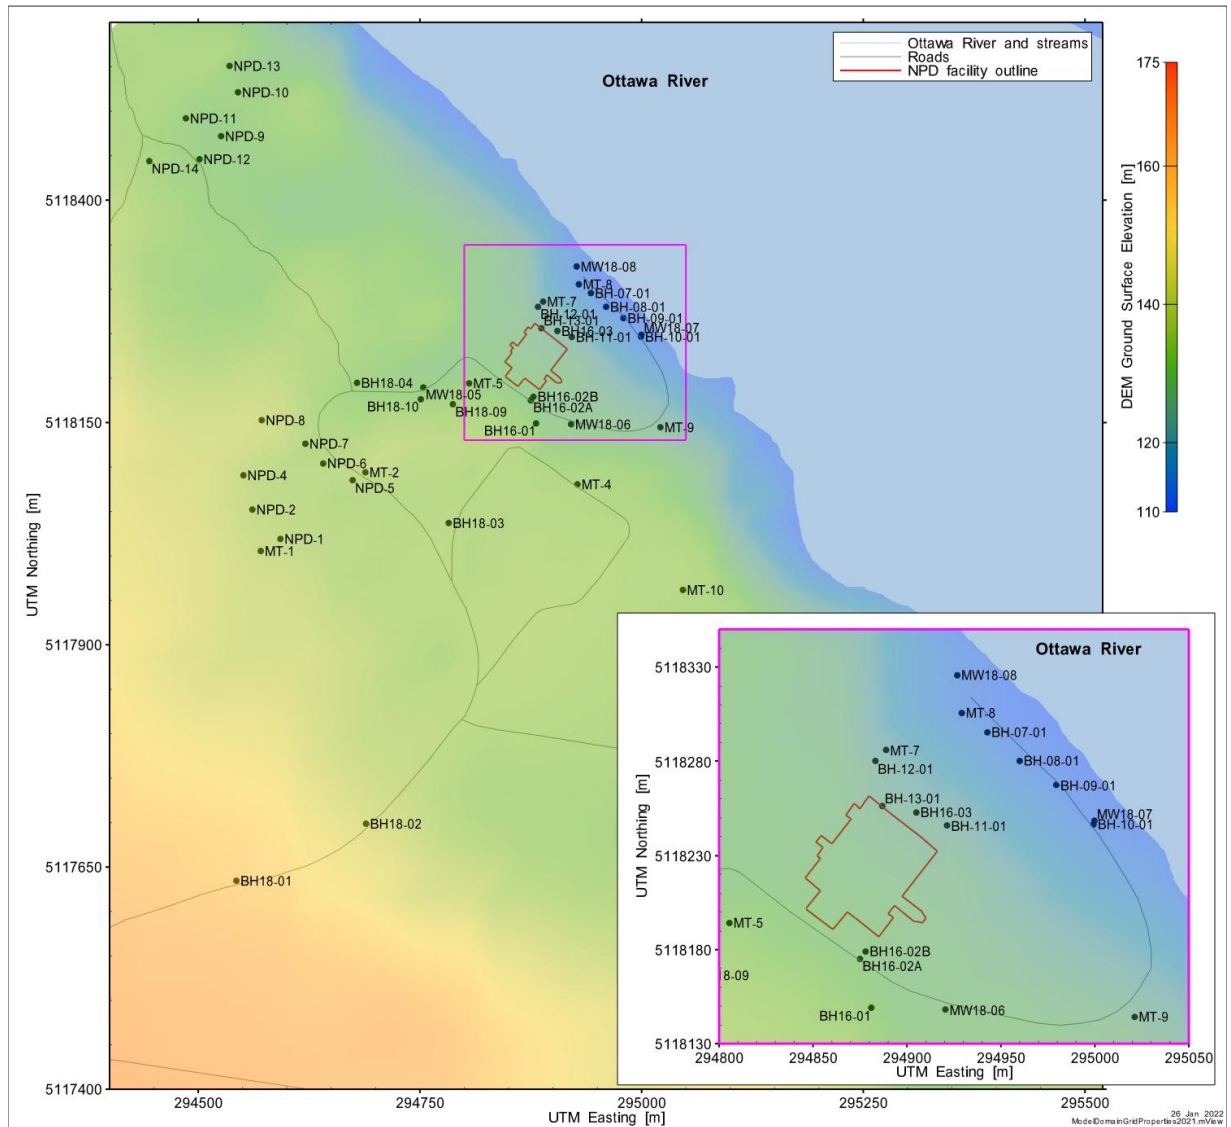 Ottawa River
Ottawa River and streams
Roads
NPD facility outline
175
160
140
120
110
DEM Ground Surface Elevation [m]
NPD-13
NPD-10
NPD-11
NPD-9
NPD-12
NPD-14
5118400
MW18-08
MT-8
BH-07-01
MT-7
BH-08-01
BH-12-01
BH-09-01
BH-13-01
MW18-07
BH16-03
BH-11-01
BH-10-01
BH18-04
MT-5
MW18-05
BH16-02B
BH18-10
BH18-09
BH16-02A
5118150
NPD-8
BH16-01
MW18-06
MT-9
NPD-7
NPD-6
MT-2
NPD-4
NPD-5
MT-4
NPD-2
BH18-03
NPD-1
MT-1
MT-10
UTM Northing [m]
5117900
BH18-02
5117650
BH18-01
5117400
294500
294750
295000
295250
295500
UTM Easting [m]
Ottawa River
5118330
MW18-08
MT-8
BH-07-01
MT-7
5118280
BH-12-01
BH-08-01
BH-09-01
BH-13-01
BH16-03
MW18-07
BH-11-01
BH-10-01
UTM Northing [m]
5118230
MT-5
5118180
BH16-02B
BH16-02A
18-09
BH16-01
MW18-06
MT-9
5118130
294800
294850
294900
294950
295000
295050
UTM Easting [m]
26 Jan 2022
ModelDomainGridProperties2021.mView